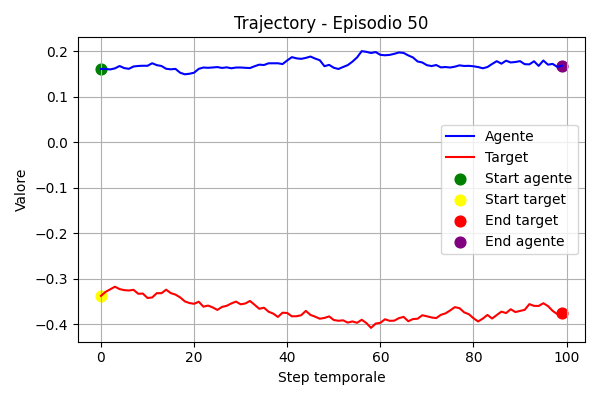 Trajectory - Episodio 50
Valore
0.2
0.1
0.0
−0.1
−0.2
−0.3
−0.4
Agente
Target
Start agente
Start target
End target
End agente
0 20 40 60 80 100
Step temporale